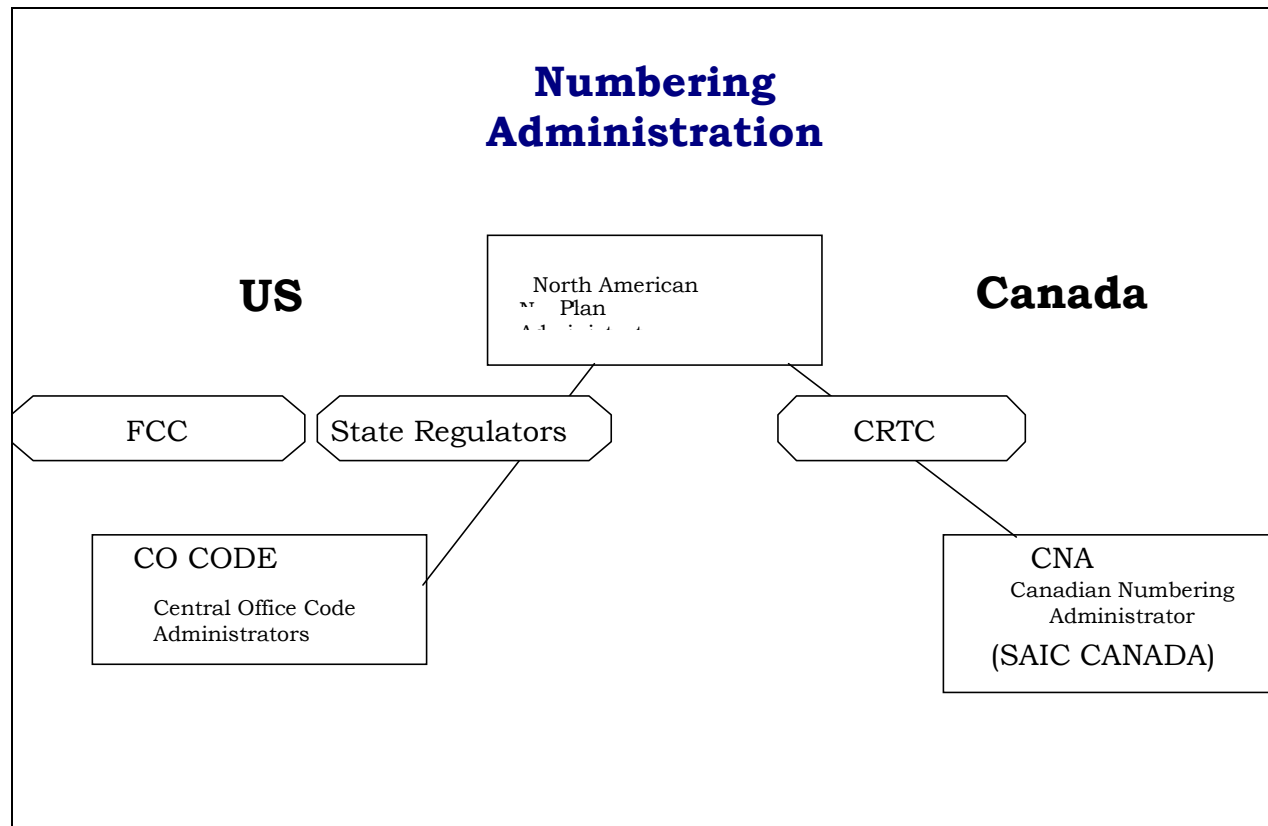 Numbering
Administration
US
North American
Plan
Canada
FCC
State Regulators
CRTC
CO CODE
Central Office Code
Administrators
CNA
Canadian Numbering
Administrator
(SAIC CANADA)